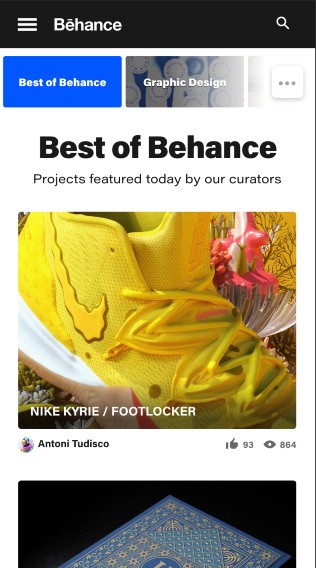 Bēhance
Best of Behance
Graphic Design
Best of Behance
Projects featured today by our curators
NIKE KYRIE / FOOTLOCKER
Antoni Tudisco
93
864